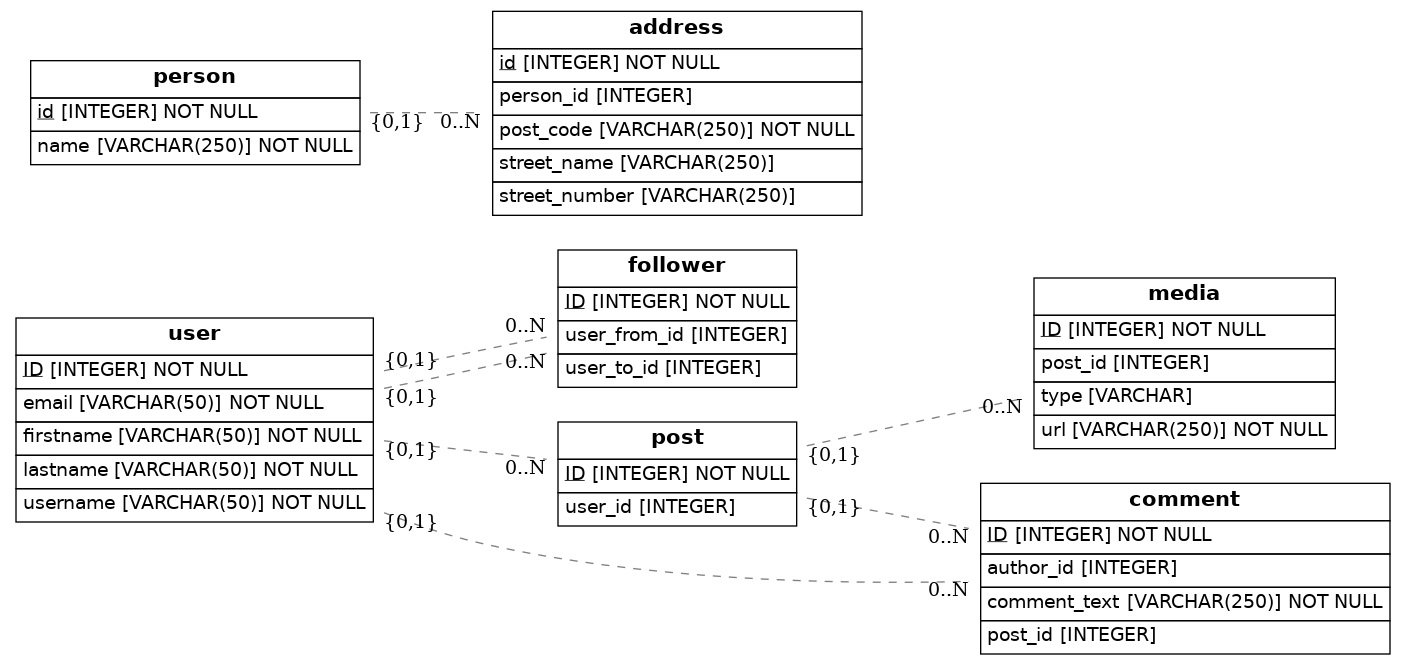 person
id [INTEGER] NOT NULL
name [VARCHAR(250)] NOT NULL
{0,1}
0..N
address
id [INTEGER] NOT NULL
person_id [INTEGER]
post_code [VARCHAR(250)] NOT NULL
street_name [VARCHAR(250)]
street_number [VARCHAR(250)]
user
ID [INTEGER] NOT NULL
email [VARCHAR(50)] NOT NULL
firstname [VARCHAR(50)] NOT NULL
lastname [VARCHAR(50)] NOT NULL
username [VARCHAR(50)] NOT NULL
{0,1}
0..N
{0,1}
0..N
{0,1}
0..N
{0,1}
0..N
follower
ID [INTEGER] NOT NULL
user_from_id [INTEGER]
user_to_id [INTEGER]
post
ID [INTEGER] NOT NULL
user_id [INTEGER]
{0,1}
0..N
{0,1}
0..N
media
ID [INTEGER] NOT NULL
post_id [INTEGER]
type [VARCHAR]
url [VARCHAR(250)] NOT NULL
comment
ID [INTEGER] NOT NULL
author_id [INTEGER]
comment_text [VARCHAR(250)] NOT NULL
post_id [INTEGER]